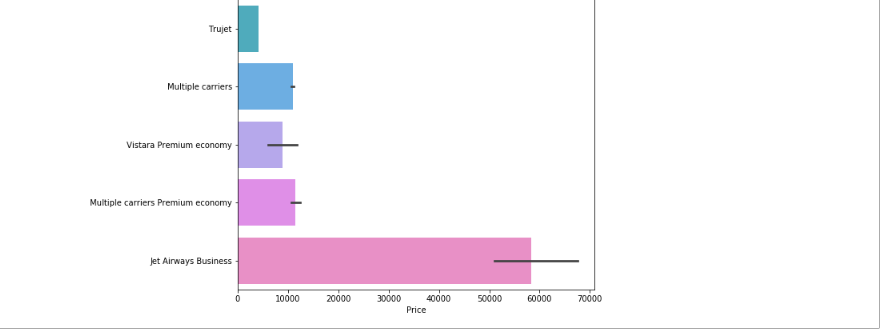 Trujet
Multiple carriers
Vistara Premium economy
Multiple carriers Premium economy
Jet Airways Business
0 10000 20000 30000 40000 50000 60000 70000
Price